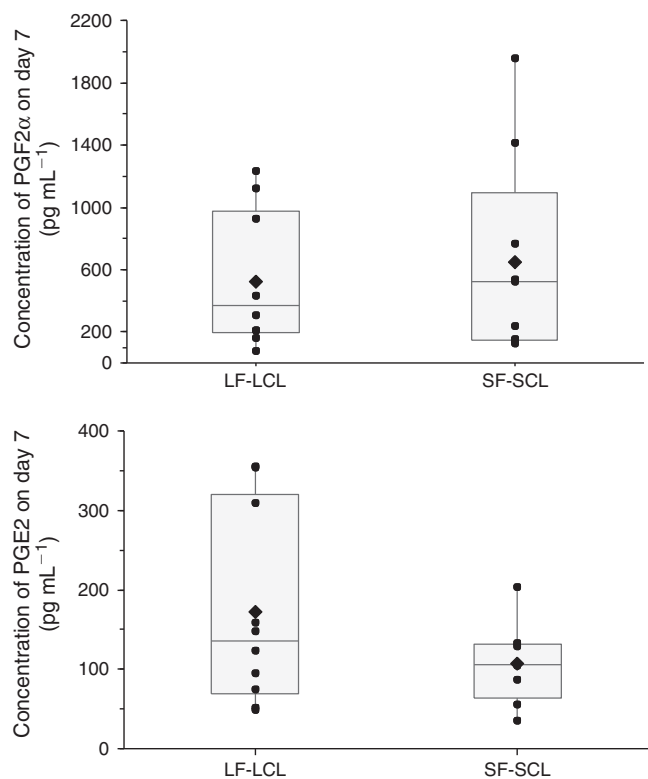 Concentration of PGF2α on day 7
(pg mL−1)
2200
1800
1400
1000
600
200
0
LF-LCL SF-SCL
Concentration of PGE2 on day 7
(pg mL−1)
400
300
200
100
0
LF-LCL SF-SCL